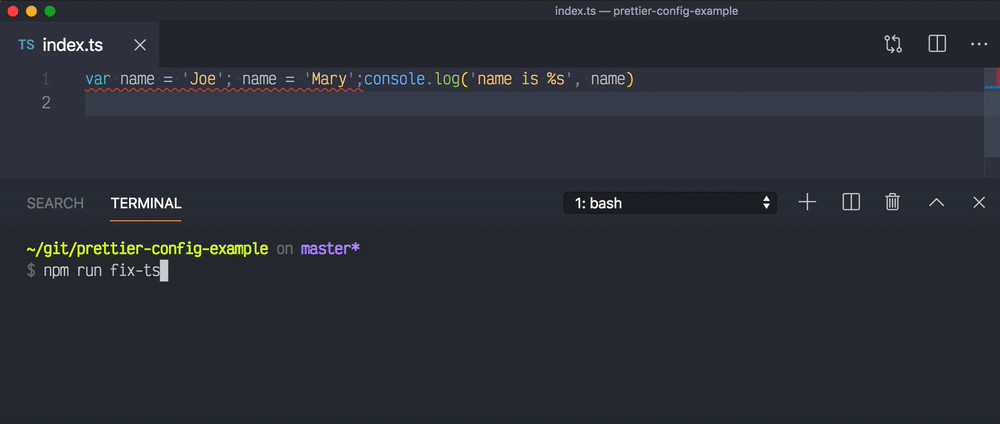 index.ts — prettier-config-example
TS index.ts
1 var name = 'Joe'; name = 'Mary';console.log('name is %s', name)
2
SEARCH TERMINAL 1: bash
~/git/prettier-config-example on master*
$ npm run fix-ts